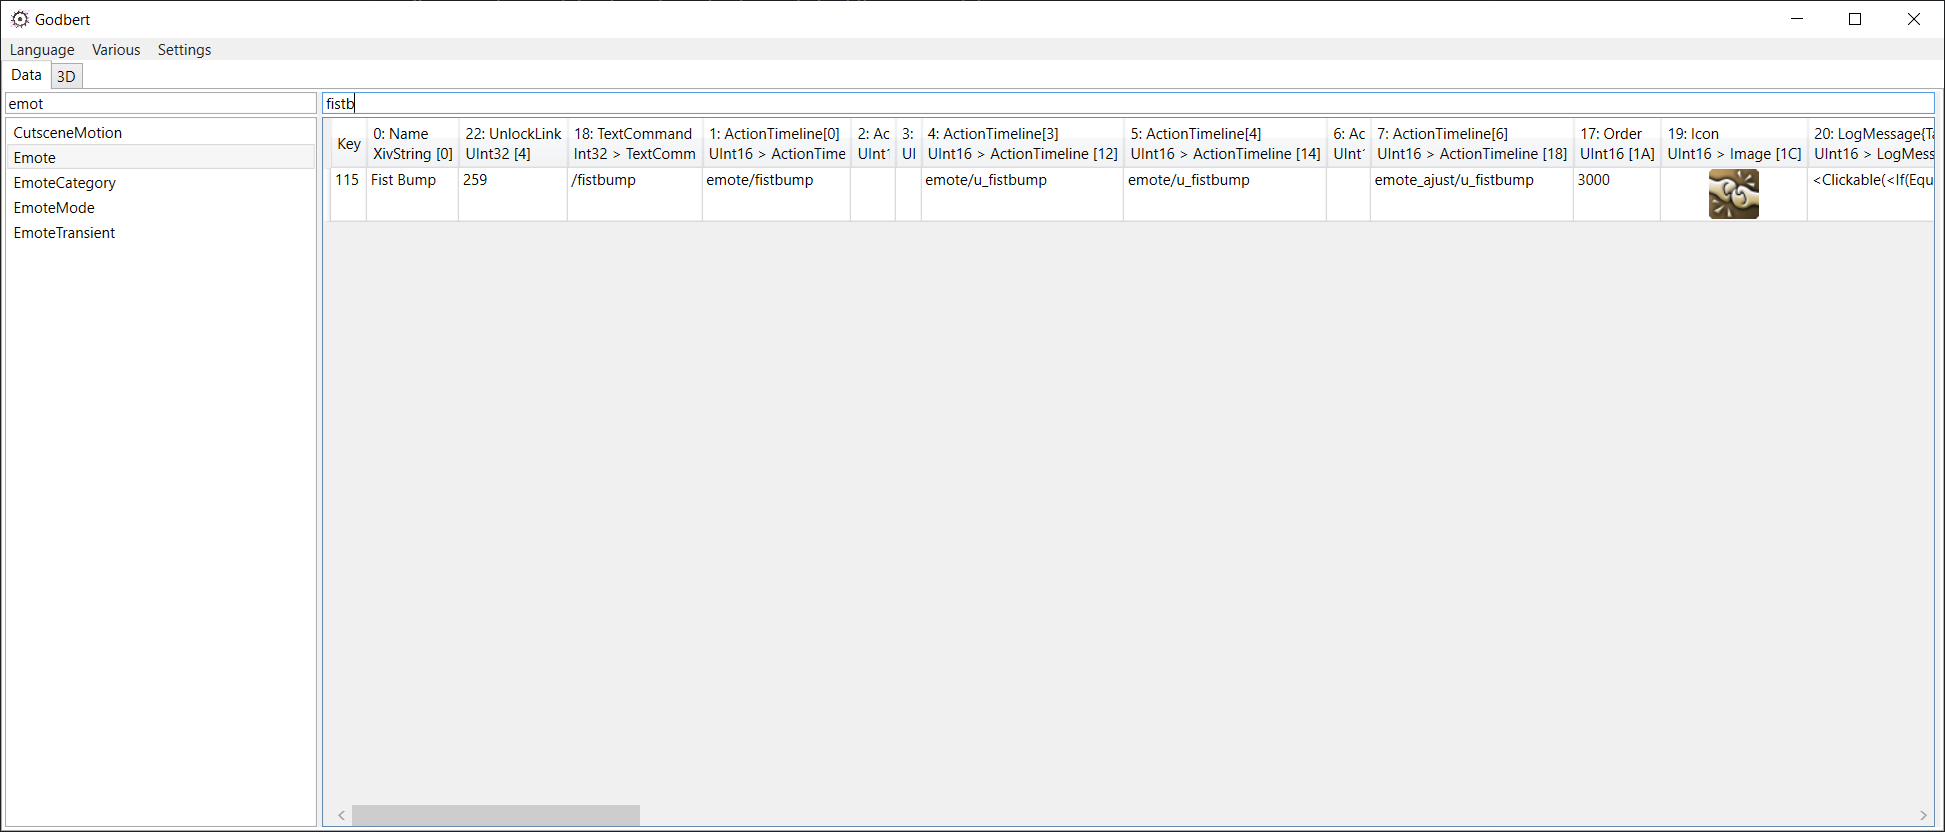 Godbert
Language Various Settings
Data 3D
emot
fistb
CutsceneMotion
Emote
EmoteCategory
EmoteMode
EmoteTransient
Key
0: Name
XivString [0]
22: UnlockLink
UInt32 [4]
18: TextCommand
Int32 > TextComm
1: ActionTimeline[0]
UInt16 > ActionTime
2: Ac
UInt1
3:
UI
4: ActionTimeline[3]
UInt16 > ActionTimeline [12]
5: ActionTimeline[4]
UInt16 > ActionTimeline [14]
6: Ac
UInt1
7: ActionTimeline[6]
UInt16 > ActionTimeline [18]
17: Order
UInt16 [1A]
19: Icon
UInt16 > Image [1C]
20: LogMessage{Ta
UInt16 > LogMess
115 Fist Bump 259 /fistbump emote/fistbump emote/u_fistbump emote/u_fistbump emote_ajust/u_fistbump 3000 <Clickable(<If(Equ